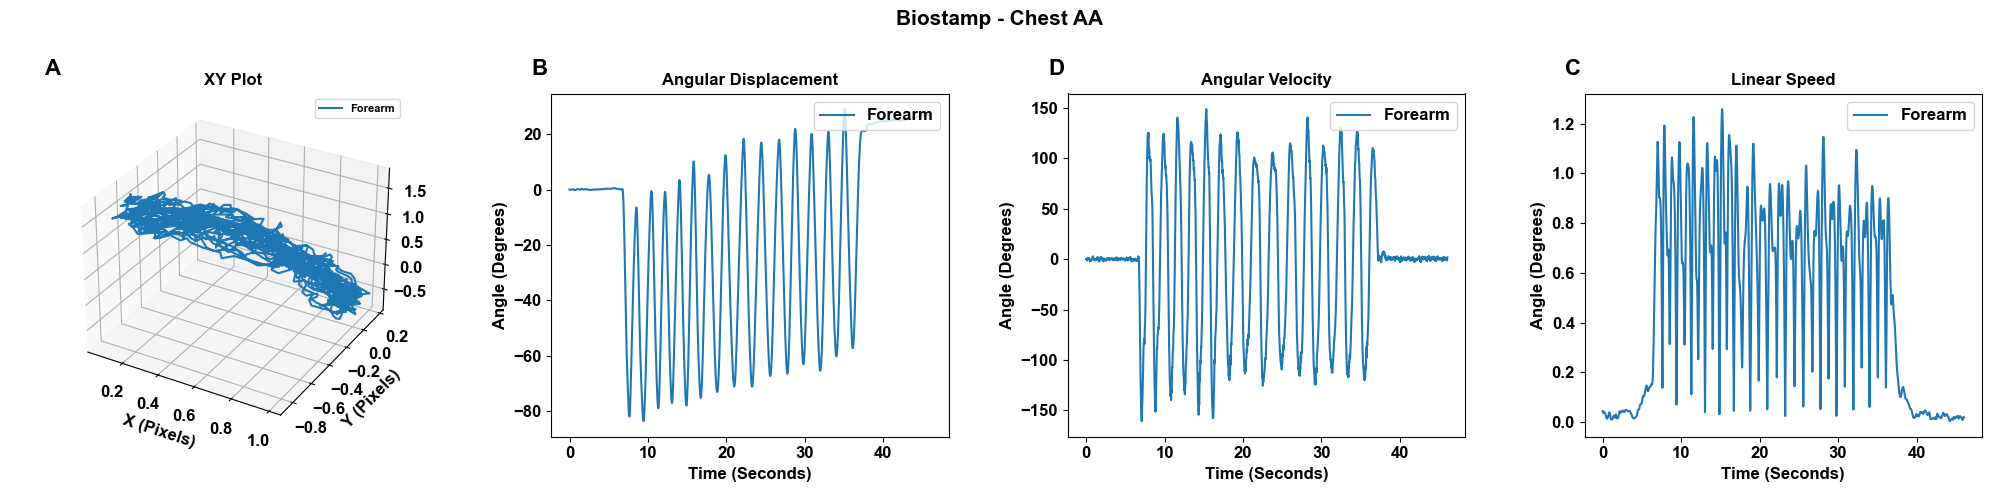 Biostamp - Chest AA
A
XY Plot
Forearm
1.5
1.0
0.5
0.0
−0.5
0.2
0.0
−0.2
−0.4
−0.6
−0.8
Y (Pixels)
0.2
0.4
0.6
0.8
1.0
X (Pixels)
B
Angular Displacement
Forearm
20
0
−20
−40
−60
−80
Angle (Degrees)
0 10 20 30 40
Time (Seconds)
D
Angular Velocity
Forearm
150
100
50
0
−50
−100
−150
Angle (Degrees)
0 10 20 30 40
Time (Seconds)
C
Linear Speed
Forearm
1.2
1.0
0.8
0.6
0.4
0.2
0.0
Angle (Degrees)
0 10 20 30 40
Time (Seconds)